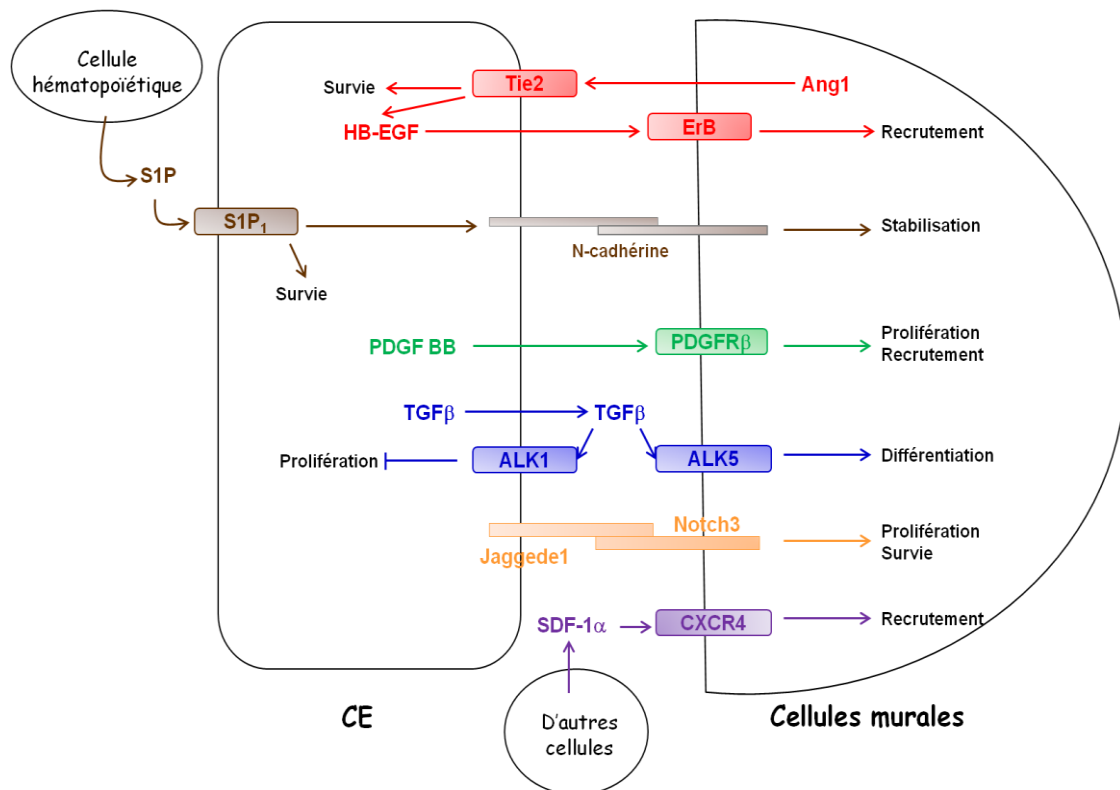 Cellule
hématopoïétique
Survie
Tie2
Ang1
HB-EGF
ErB
Recrutement
S1P
S1P1
N-cadhérine
Stabilisation
Survie
PDGF BB
PDGFRβ
Prolifération
Recrutement
TGFβ
TGFβ
Prolifération
ALK1
ALK5
Différentiation
Notch3
Jaggede1
Prolifération
Survie
SDF-1α
CXCR4
Recrutement
CE
D'autres
cellules
Cellules murales